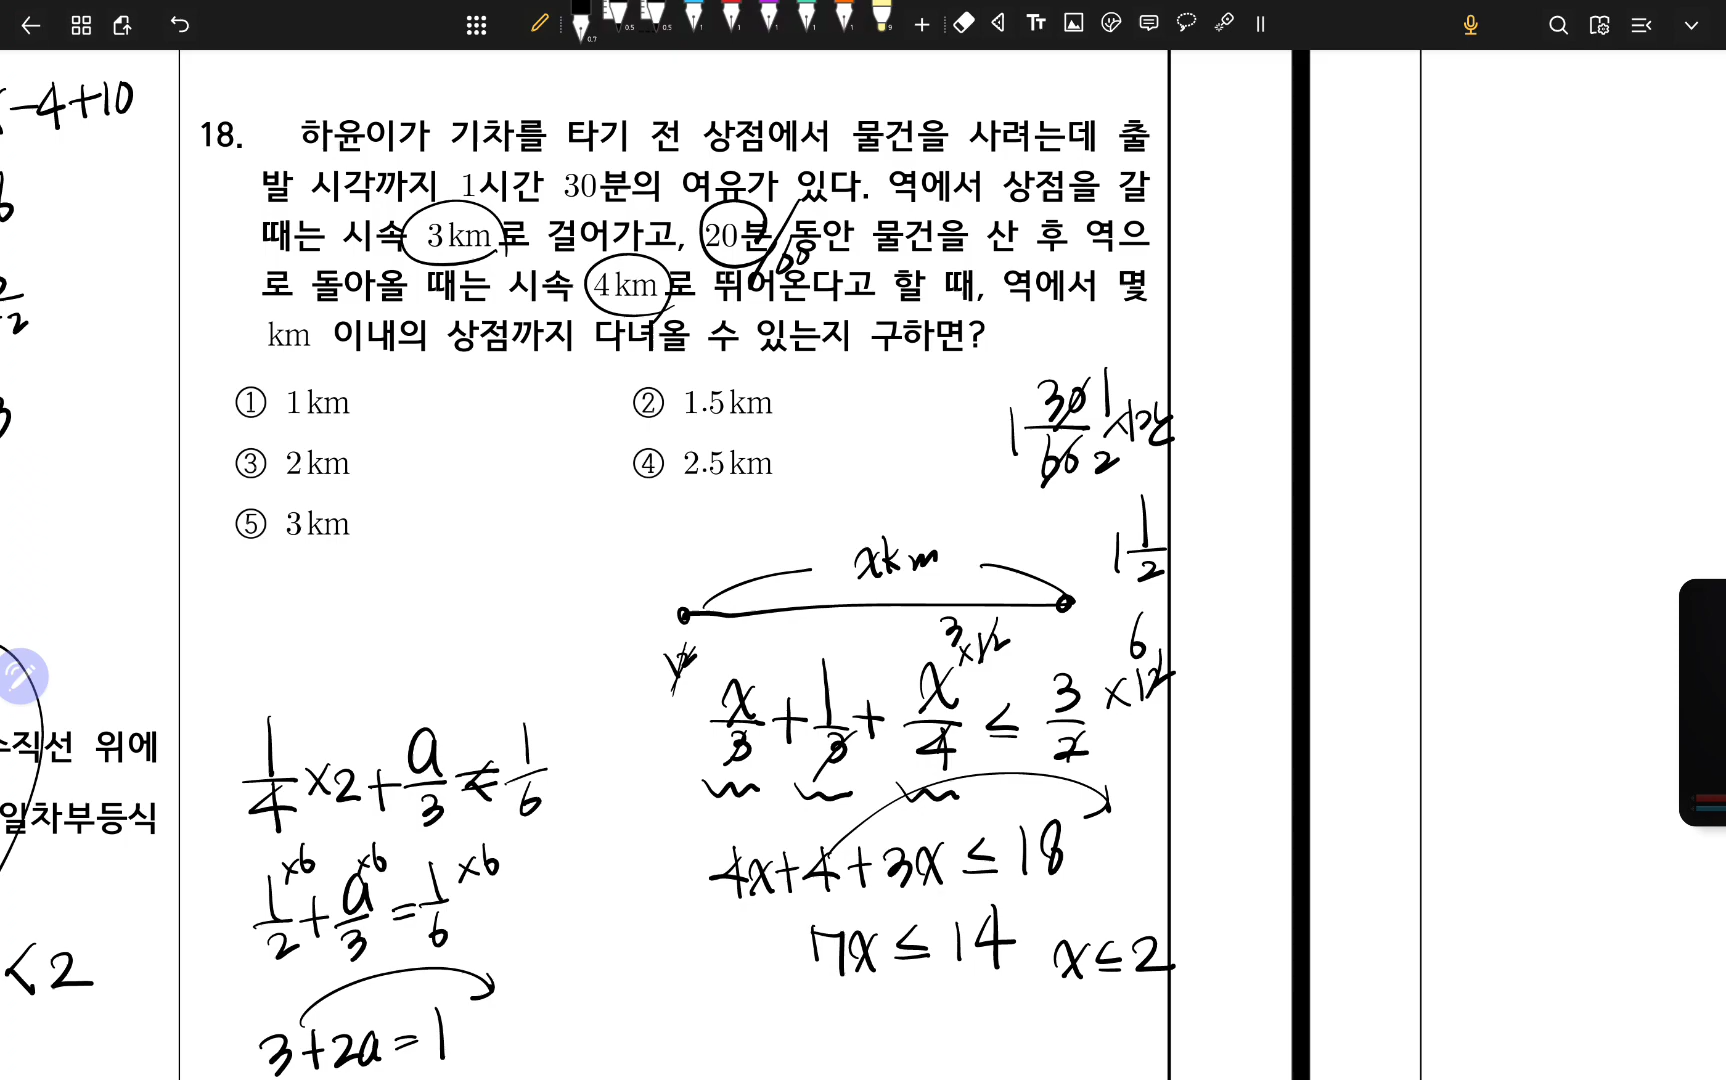 -4+10
18. 하윤이가 기차를 타기 전 상점에서 물건을 사려는데 출
발 시각까지 1시간 30분의 여유가 있다. 역에서 상점을 갈
때는 시속 3km로 걸어가고, 20분 동안 물건을 산 후 역으
로 돌아올 때는 시속 4km로 뛰어온다고 할 때, 역에서 몇
km 이내의 상점까지 다녀올 수 있는지 구하면?
① 1km
② 1.5km
③ 2km
④ 2.5km
⑤ 3km
1 30/60 1/2 시간
1 1/2
xkm
x/3 + 1/3 + x/4 ≤ 3/2
4x+4+3x ≤ 18
7x ≤ 14 x ≤ 2
수직선 위에
일차부등식
< 2
1/4 ×2 + a/3 < 1/6
1/2 ×6 + a/3 ×6 = 1/6 ×6
3+2a=1